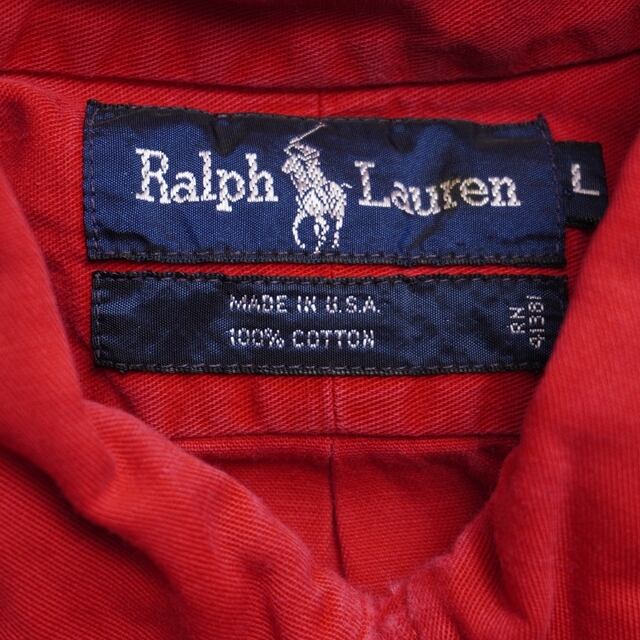 Ralph Lauren
L
MADE IN U.S.A.
100% COTTON
RN
41381